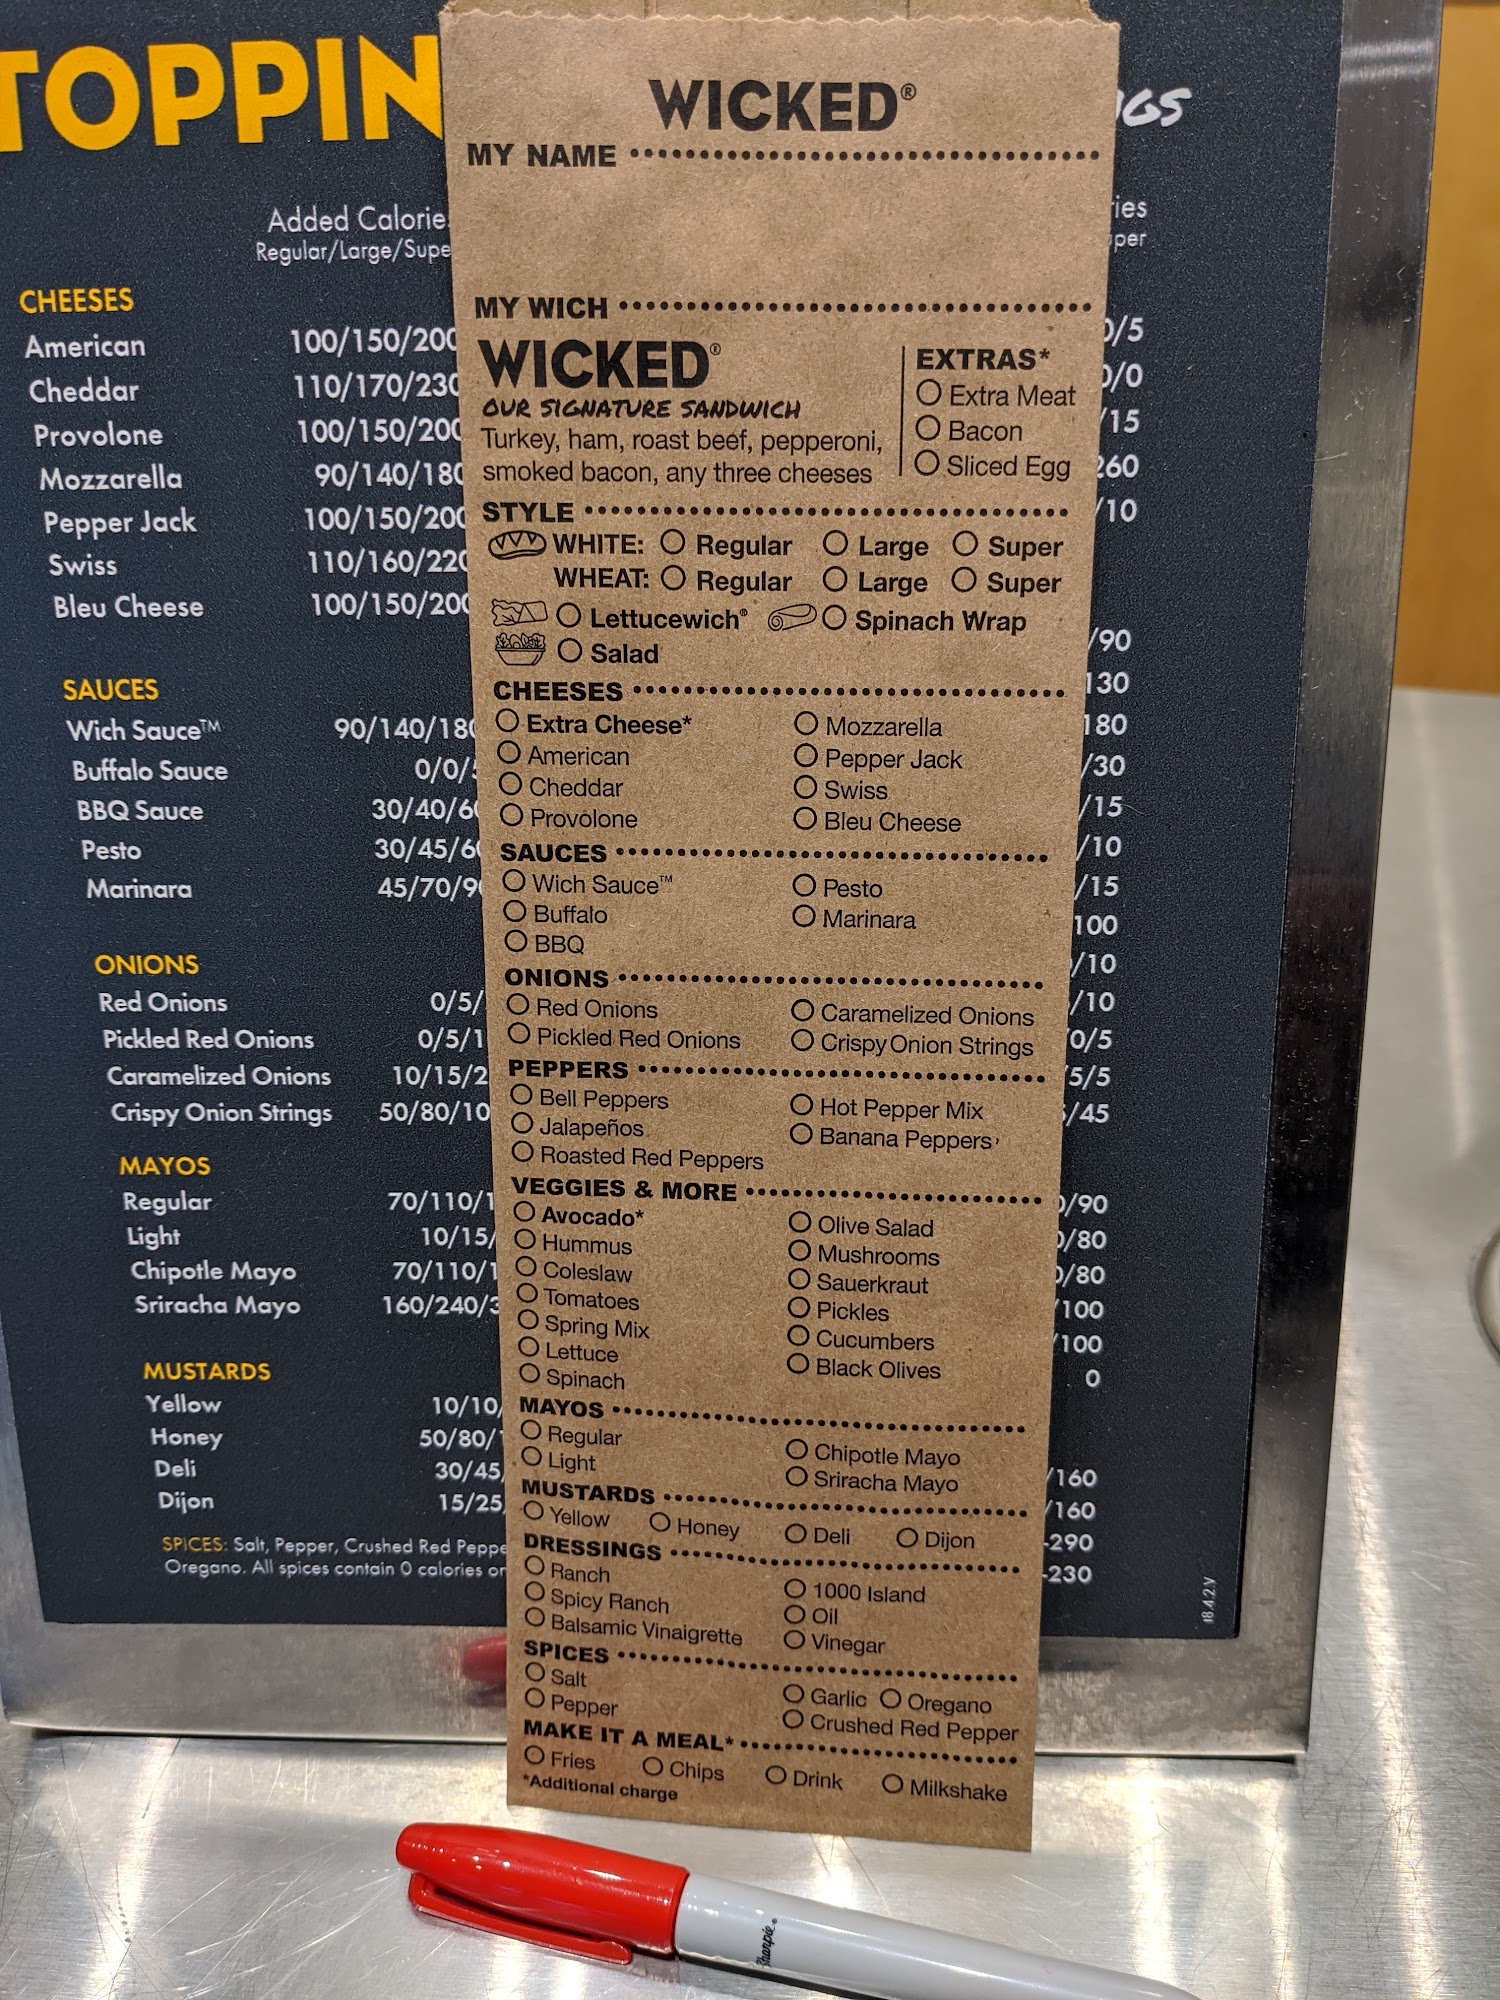 TOPPIN
GS
Added Calorie
Regular/Large/Supe
CHEESES
American 100/150/200
Cheddar 110/170/230
Provolone 100/150/200
Mozzarella 90/140/180
Pepper Jack 100/150/200
Swiss 110/160/220
Bleu Cheese 100/150/200
SAUCES
Wich Sauce™ 90/140/180
Buffalo Sauce 0/0/
BBQ Sauce 30/40/60
Pesto 30/45/60
Marinara 45/70/90
ONIONS
Red Onions 0/5/
Pickled Red Onions 0/5/1
Caramelized Onions 10/15/2
Crispy Onion Strings 50/80/10
MAYOS
Regular 70/110/1
Light 10/15/
Chipotle Mayo 70/110/1
Sriracha Mayo 160/240/3
MUSTARDS
Yellow 10/10/
Honey 50/80/1
Deli 30/45/
Dijon 15/25/
SPICES: Salt, Pepper, Crushed Red Peppe
Oregano. All spices contain 0 calories or
WICKED®
MY NAME
MY WICH
WICKED®
OUR SIGNATURE SANDWICH
Turkey, ham, roast beef, pepperoni,
smoked bacon, any three cheeses
EXTRAS*
Extra Meat
Bacon
Sliced Egg
STYLE
WHITE: Regular Large Super
WHEAT: Regular Large Super
Lettucewich® Spinach Wrap
Salad
CHEESES
Extra Cheese* Mozzarella
American Pepper Jack
Cheddar Swiss
Provolone Bleu Cheese
SAUCES
Wich Sauce™ Pesto
Buffalo Marinara
BBQ
ONIONS
Red Onions Caramelized Onions
Pickled Red Onions Crispy Onion Strings
PEPPERS
Bell Peppers Hot Pepper Mix
Jalapeños Banana Peppers
Roasted Red Peppers
VEGGIES & MORE
Avocado* Olive Salad
Hummus Mushrooms
Coleslaw Sauerkraut
Tomatoes Pickles
Spring Mix Cucumbers
Lettuce Black Olives
Spinach
MAYOS
Regular Chipotle Mayo
Light Sriracha Mayo
MUSTARDS
Yellow Honey Deli Dijon
DRESSINGS
Ranch 1000 Island
Spicy Ranch Oil
Balsamic Vinaigrette Vinegar
SPICES
Salt Garlic Oregano
Pepper Crushed Red Pepper
MAKE IT A MEAL*
Fries Chips Drink Milkshake
*Additional charge
ies
per
0/5
0/0
/15
260
/10
/90
130
180
/30
/15
/10
/15
100
/10
/10
0/5
5/5
/45
0/90
0/80
0/80
100
100
0
/160
/160
-290
-230
18.4.2.V
Sharpie®